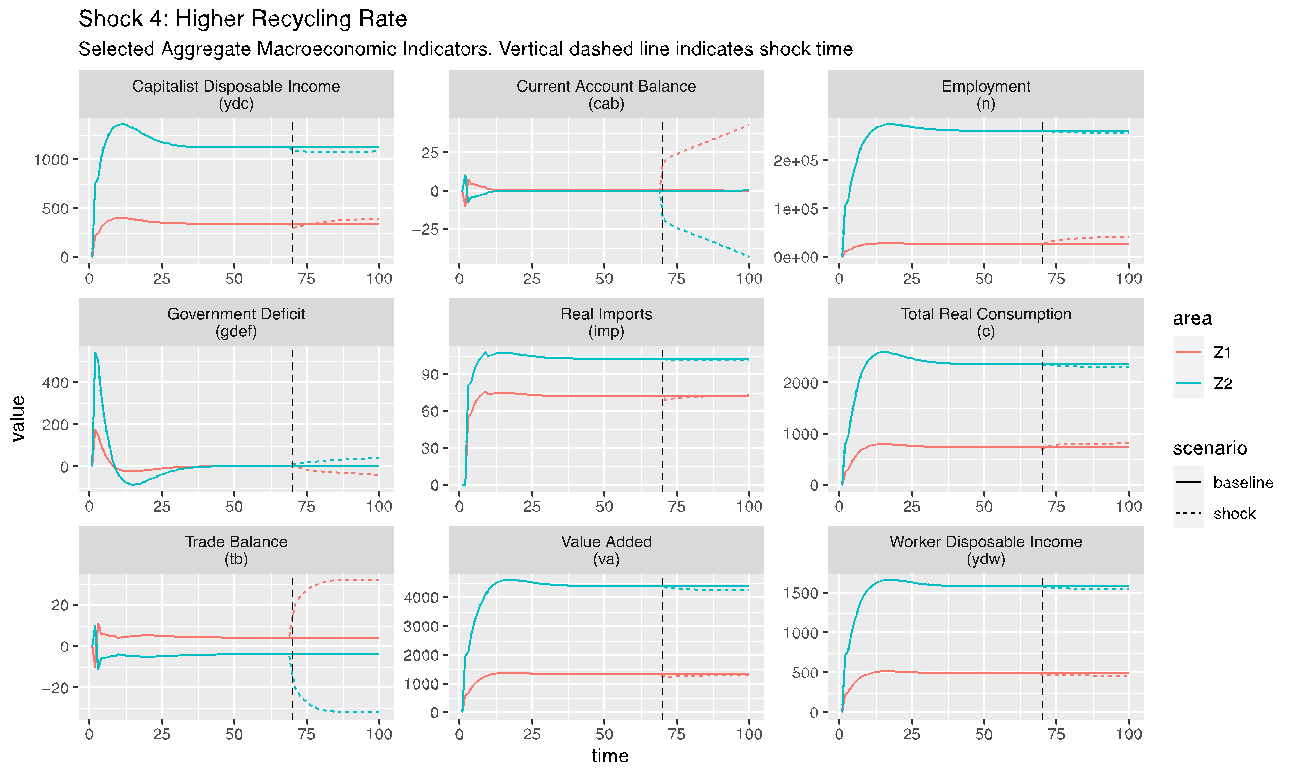 Shock 4: Higher Recycling Rate
Selected Aggregate Macroeconomic Indicators. Vertical dashed line indicates shock time
Capitalist Disposable Income
(ydc)
1000
500
0
0 25 50 75 100
Current Account Balance
(cab)
25
0
−25
0 25 50 75 100
Employment
(n)
2e+05
1e+05
0e+00
0 25 50 75 100
Government Deficit
(gdef)
400
200
0
0 25 50 75 100
Real Imports
(imp)
90
60
30
0
0 25 50 75 100
Total Real Consumption
(c)
2000
1000
0
0 25 50 75 100
Trade Balance
(tb)
20
0
−20
0 25 50 75 100
Value Added
(va)
4000
3000
2000
1000
0
0 25 50 75 100
Worker Disposable Income
(ydw)
1500
1000
500
0
0 25 50 75 100
value
time
area
Z1
Z2
scenario
baseline
shock